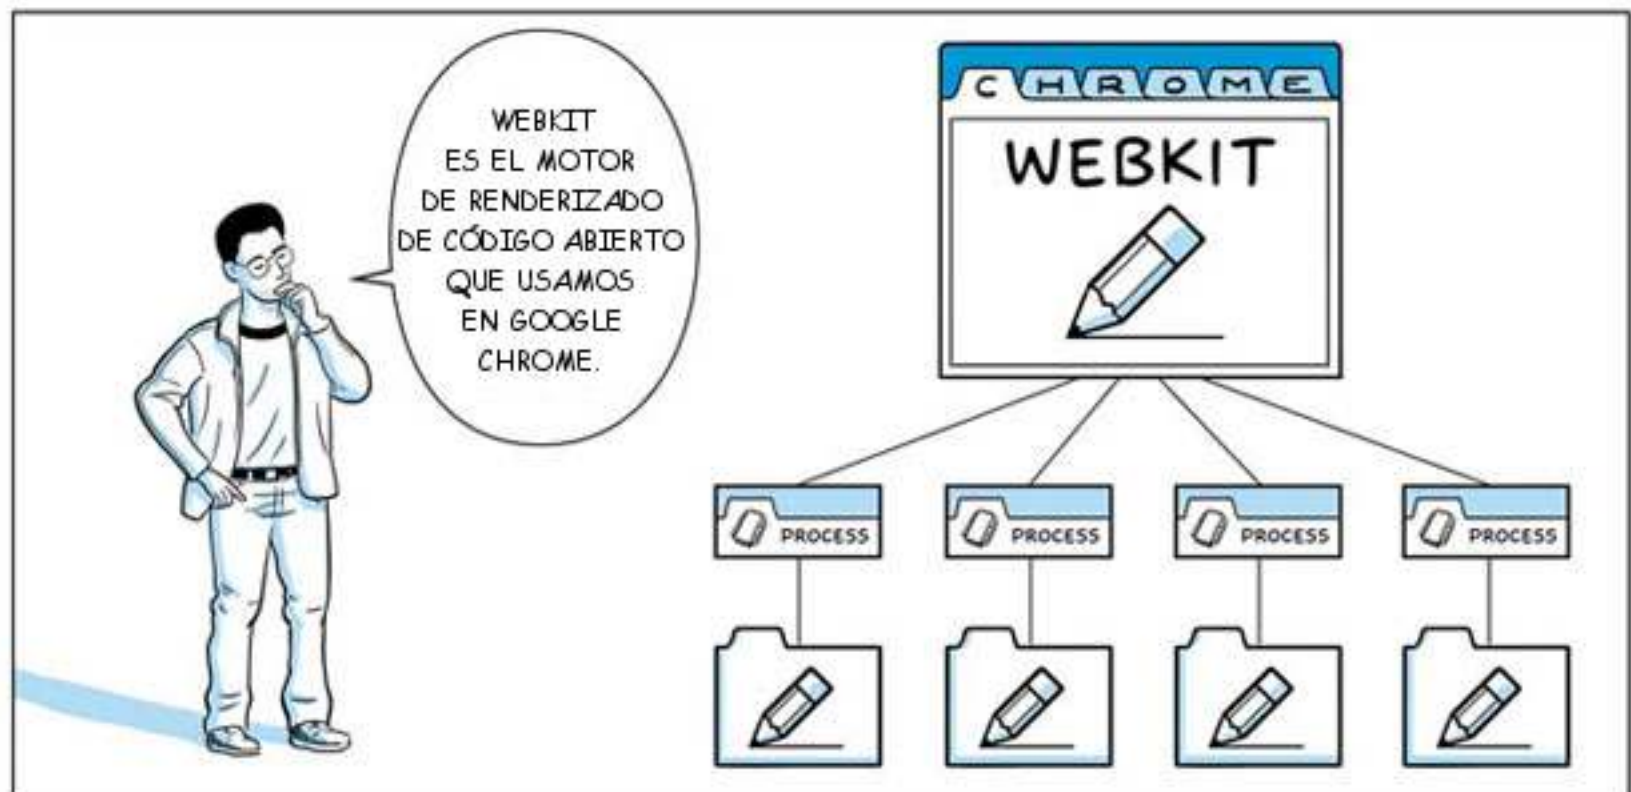 WEBKIT
ES EL MOTOR
DE RENDERIZADO
DE CÓDIGO ABIERTO
QUE USAMOS
EN GOOGLE
CHROME.
CHROME
WEBKIT
PROCESS
PROCESS
PROCESS
PROCESS